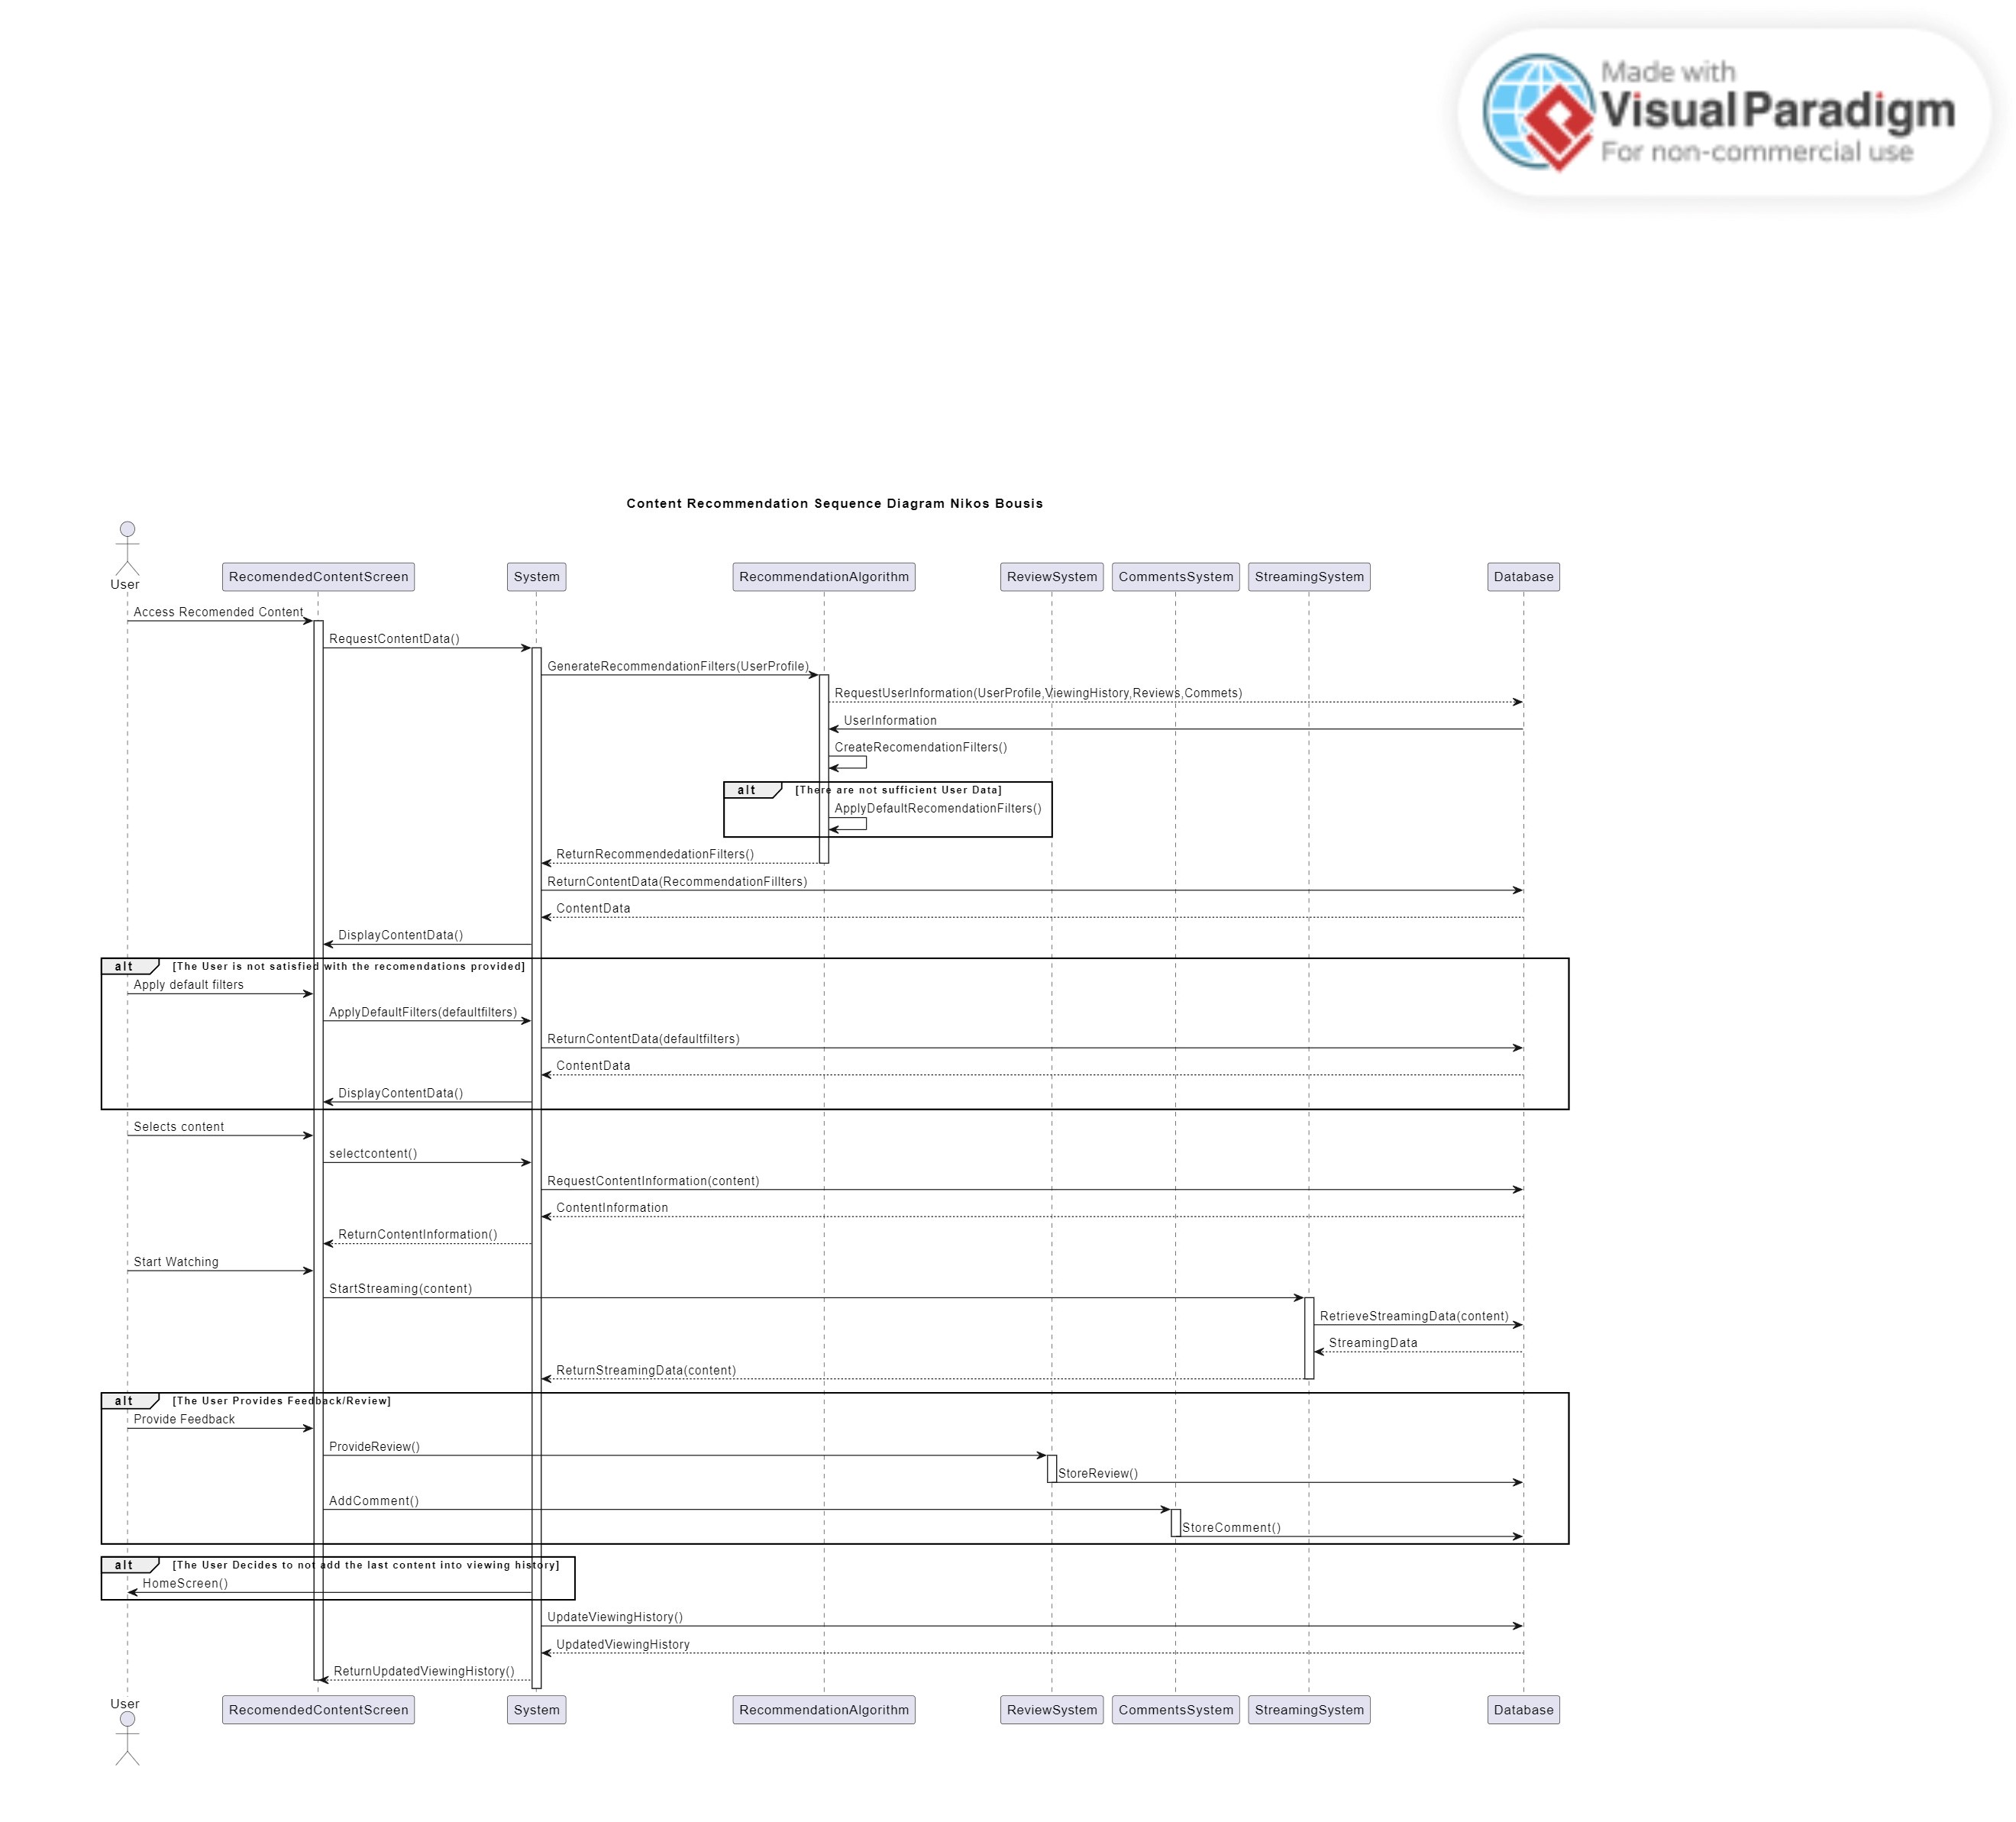 Made with
Visual Paradigm
For non-commercial use
Content Recommendation Sequence Diagram Nikos Bousis
User
RecomendedContentScreen
System
RecommendationAlgorithm
ReviewSystem
CommentsSystem
StreamingSystem
Database
Access Recomended Content
RequestContentData()
GenerateRecommendationFilters(UserProfile)
RequestUserInformation(UserProfile,ViewingHistory,Reviews,Commets)
UserInformation
CreateRecomendationFilters()
alt [There are not sufficient User Data]
ApplyDefaultRecomendationFilters()
ReturnRecommendedationFilters()
ReturnContentData(RecommendationFillters)
ContentData
DisplayContentData()
alt [The User is not satisfied with the recomendations provided]
Apply default filters
ApplyDefaultFilters(defaultfilters)
ReturnContentData(defaultfilters)
ContentData
DisplayContentData()
Selects content
selectcontent()
RequestContentInformation(content)
ContentInformation
ReturnContentInformation()
Start Watching
StartStreaming(content)
RetrieveStreamingData(content)
StreamingData
ReturnStreamingData(content)
alt [The User Provides Feedback/Review]
Provide Feedback
ProvideReview()
StoreReview()
AddComment()
StoreComment()
alt [The User Decides to not add the last content into viewing history]
HomeScreen()
UpdateViewingHistory()
UpdatedViewingHistory
ReturnUpdatedViewingHistory()
User
RecomendedContentScreen
System
RecommendationAlgorithm
ReviewSystem
CommentsSystem
StreamingSystem
Database